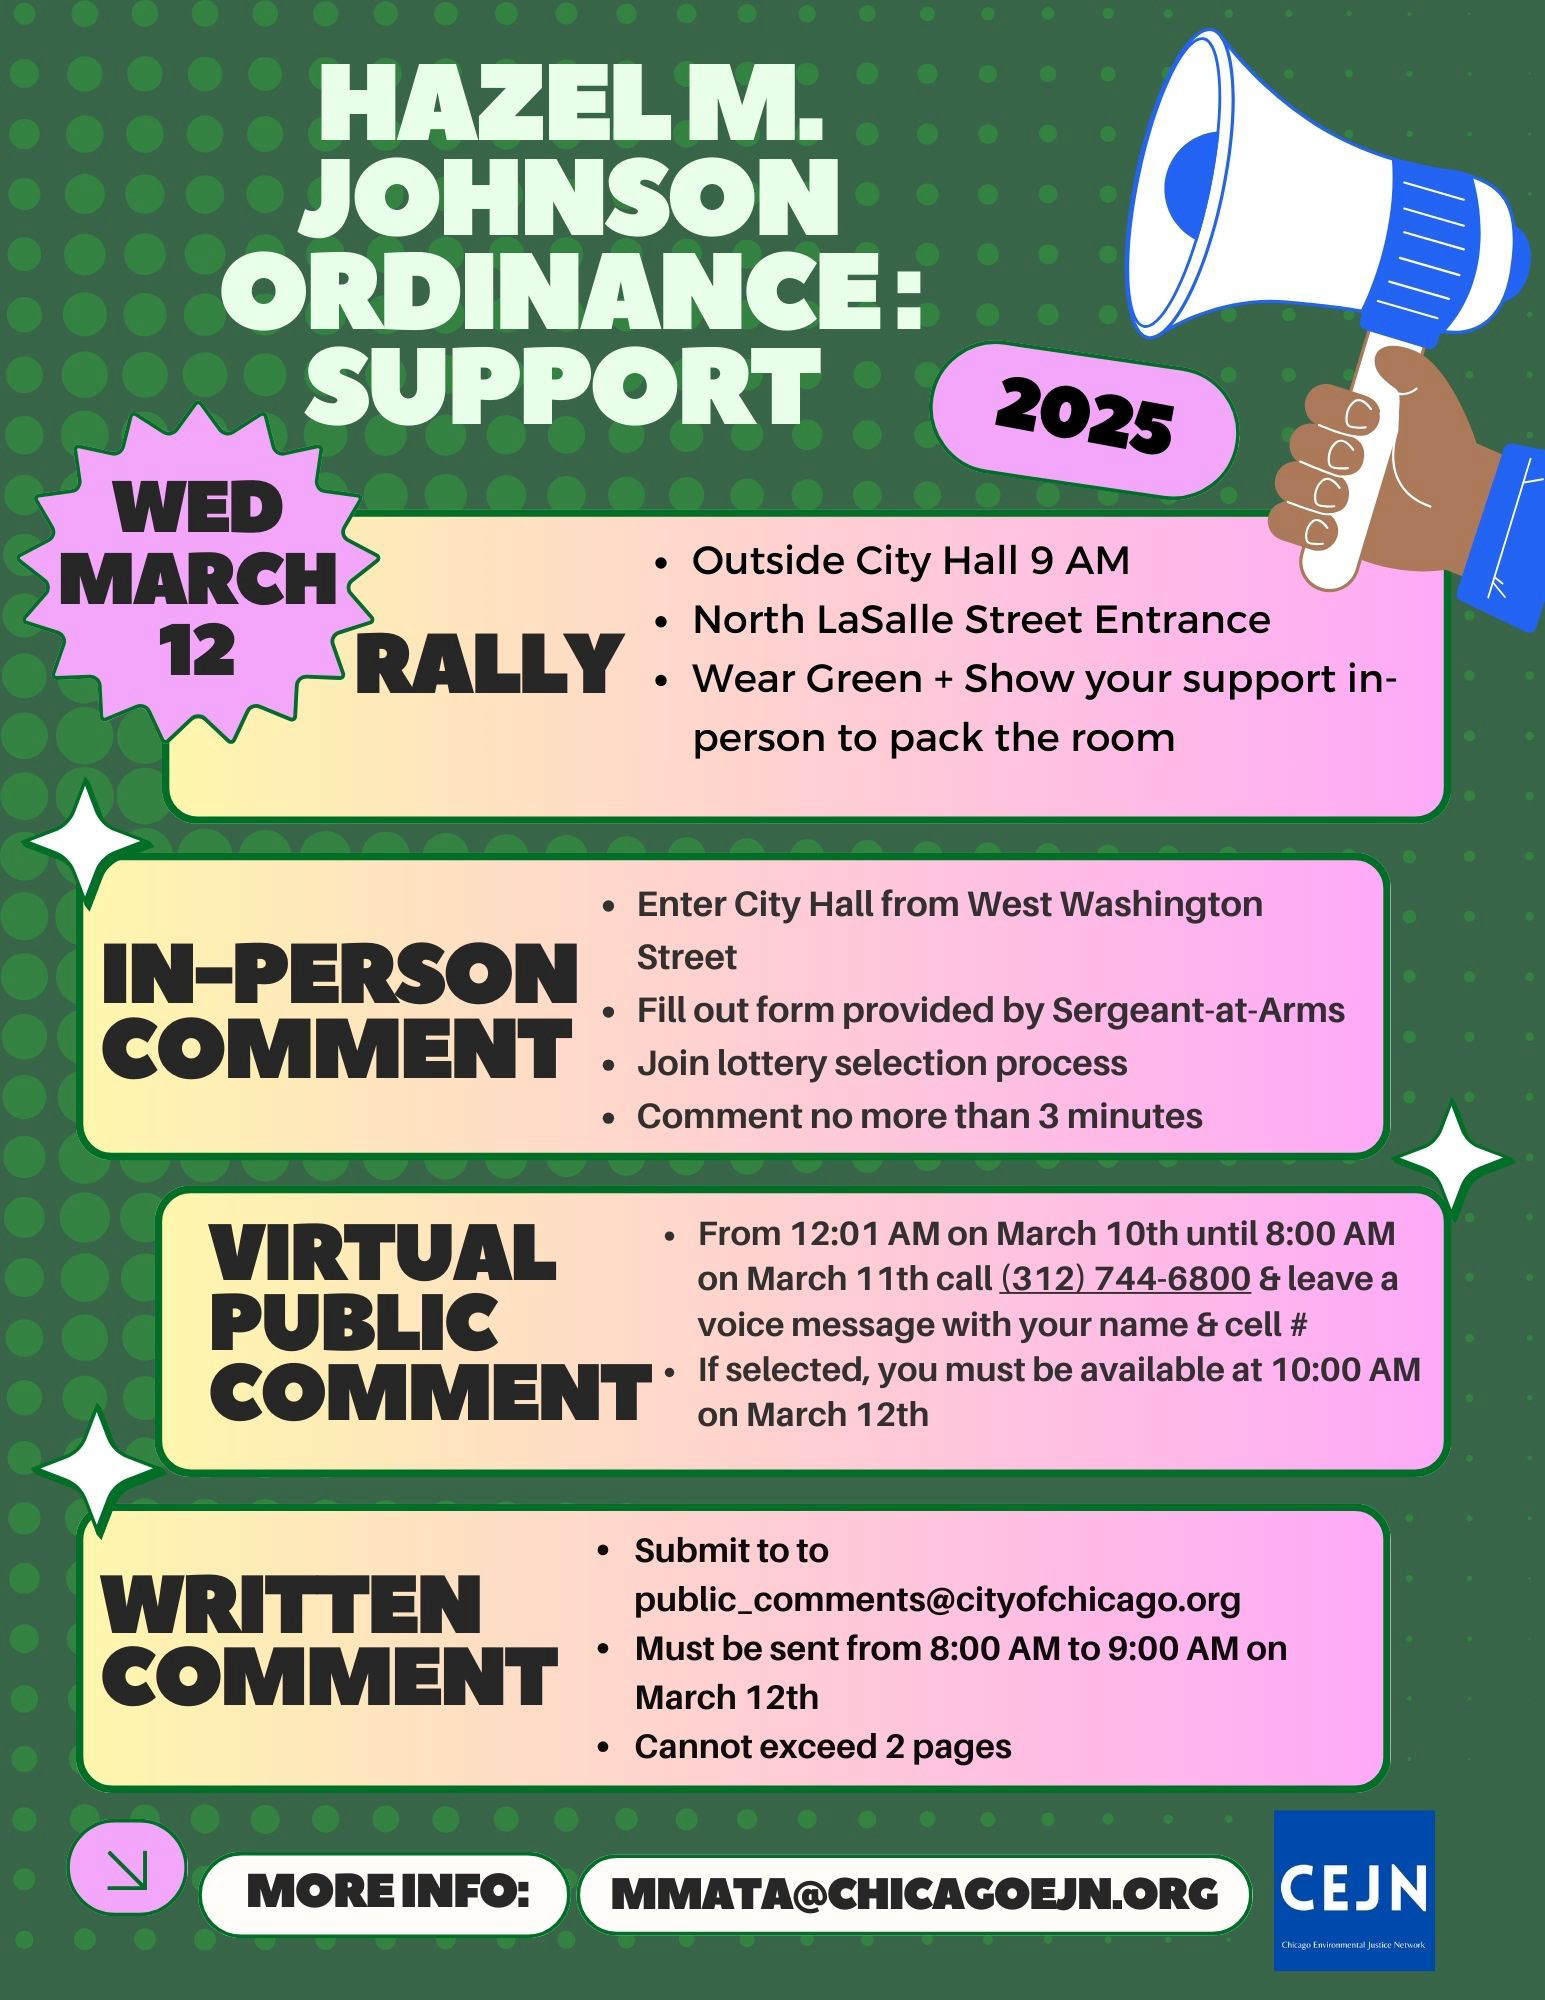 HAZEL M.
JOHNSON
ORDINANCE :
SUPPORT
2025
WED
MARCH
12
RALLY
• Outside City Hall 9 AM
• North LaSalle Street Entrance
• Wear Green + Show your support in-
person to pack the room
IN-PERSON
COMMENT
• Enter City Hall from West Washington
Street
• Fill out form provided by Sergeant-at-Arms
• Join lottery selection process
• Comment no more than 3 minutes
VIRTUAL
PUBLIC
COMMENT
• From 12:01 AM on March 10th until 8:00 AM
on March 11th call (312) 744-6800 & leave a
voice message with your name & cell #
• If selected, you must be available at 10:00 AM
on March 12th
WRITTEN
COMMENT
• Submit to to
public_comments@cityofchicago.org
• Must be sent from 8:00 AM to 9:00 AM on
March 12th
• Cannot exceed 2 pages
MORE INFO:
MMATA@CHICAGOEJN.ORG
CEJN
Chicago Environmental Justice Network